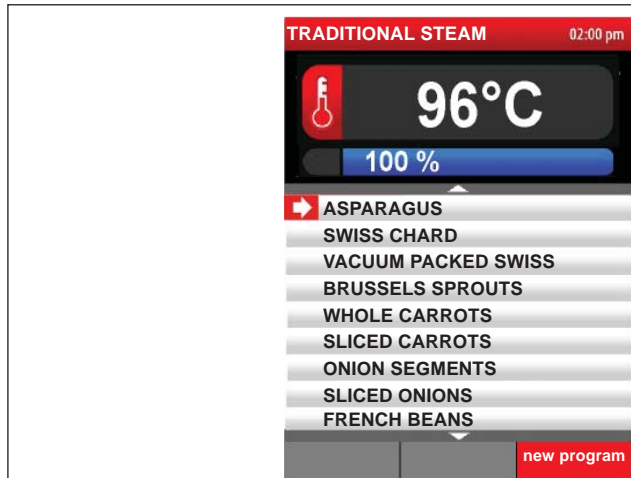 TRADITIONAL STEAM 02:00 pm
96°C
100 %
ASPARAGUS
SWISS CHARD
VACUUM PACKED SWISS
BRUSSELS SPROUTS
WHOLE CARROTS
SLICED CARROTS
ONION SEGMENTS
SLICED ONIONS
FRENCH BEANS
new program